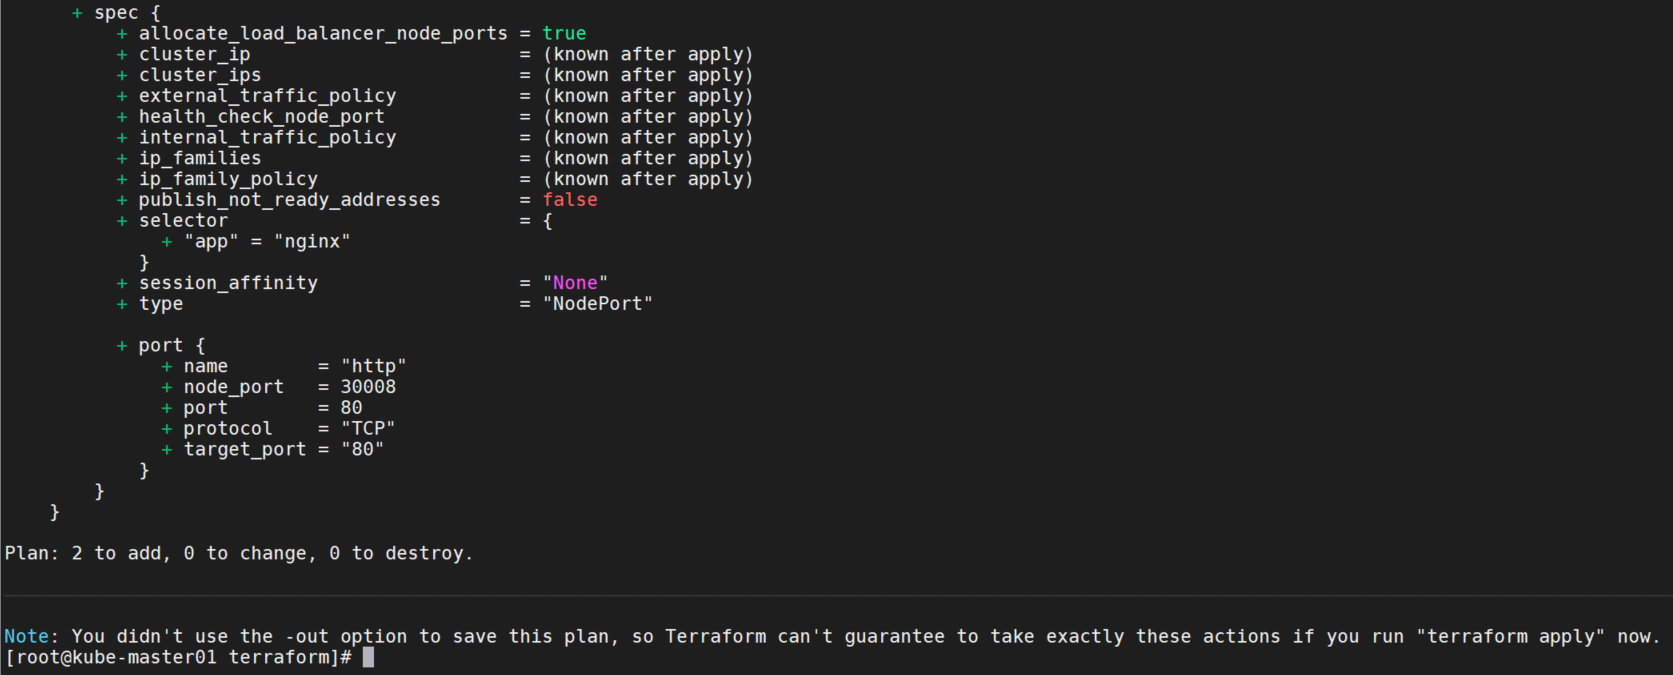 + spec {
+ allocate_load_balancer_node_ports = true
+ cluster_ip = (known after apply)
+ cluster_ips = (known after apply)
+ external_traffic_policy = (known after apply)
+ health_check_node_port = (known after apply)
+ internal_traffic_policy = (known after apply)
+ ip_families = (known after apply)
+ ip_family_policy = (known after apply)
+ publish_not_ready_addresses = false
+ selector = {
+ "app" = "nginx"
}
+ session_affinity = "None"
+ type = "NodePort"
+ port {
+ name = "http"
+ node_port = 30008
+ port = 80
+ protocol = "TCP"
+ target_port = "80"
}
}
}
Plan: 2 to add, 0 to change, 0 to destroy.
Note: You didn't use the -out option to save this plan, so Terraform can't guarantee to take exactly these actions if you run "terraform apply" now.
[root@kube-master01 terraform]#